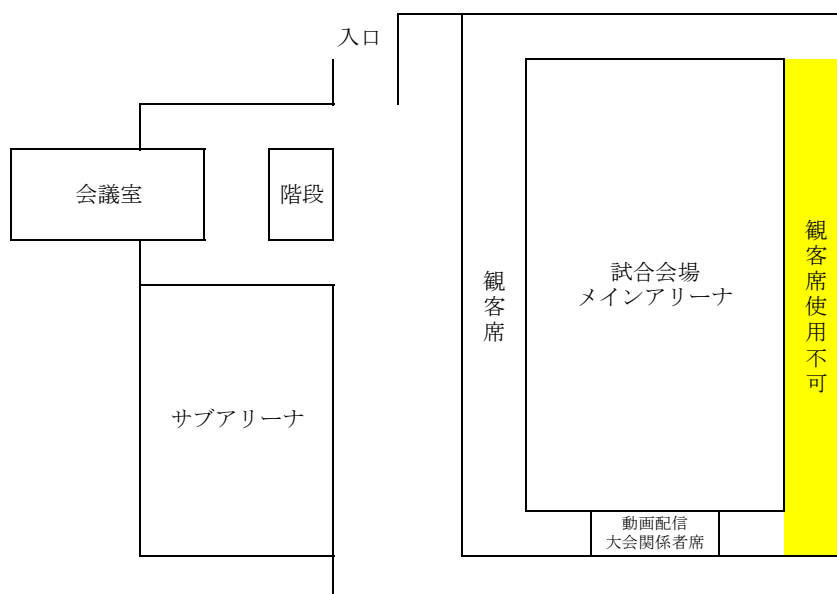 入口
会議室
階段
観客席
試合会場
メインアリーナ
観客席使用不可
サブアリーナ
動画配信
大会関係者席